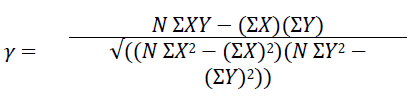 N ΣXY − (ΣX)(ΣY)
γ =
√((N ΣX² − (ΣX)²)(N ΣY² −
(ΣY)²))